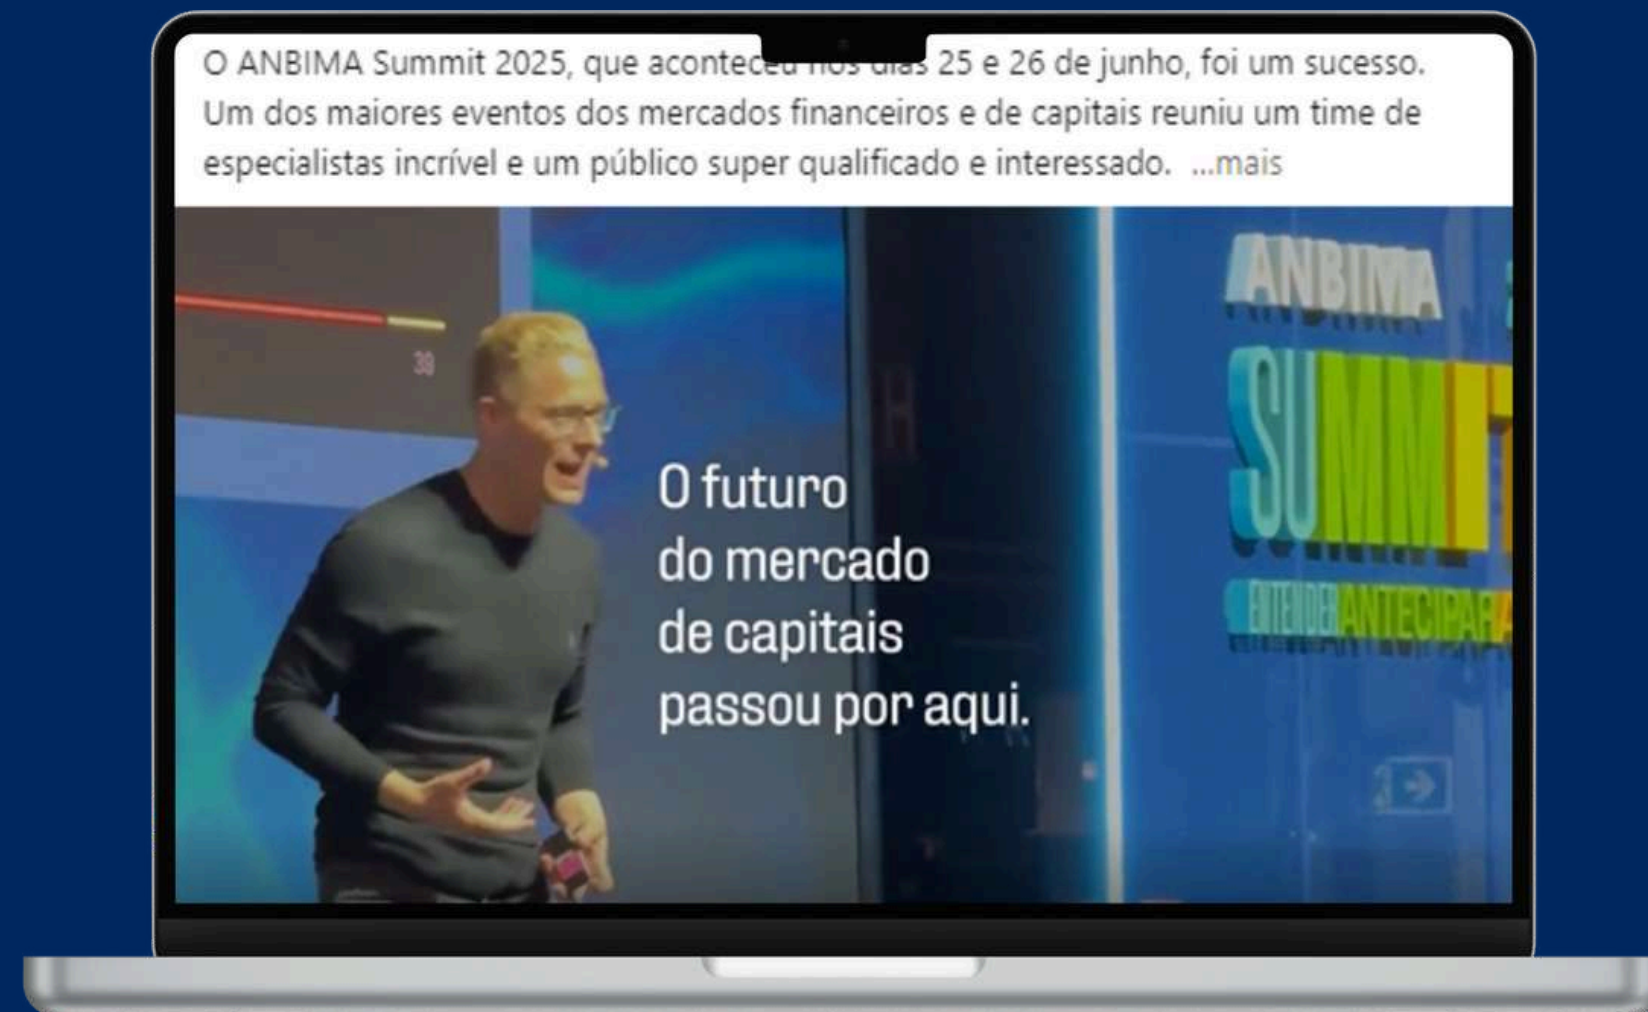 O ANBIMA Summit 2025, que aconteceu nos dias 25 e 26 de junho, foi um sucesso.
Um dos maiores eventos dos mercados financeiros e de capitais reuniu um time de
especialistas incrível e um público super qualificado e interessado. ...mais
39
ANBIMA
SUMMIT
ENTENDER ANTECIPAR A
O futuro
do mercado
de capitais
passou por aqui.